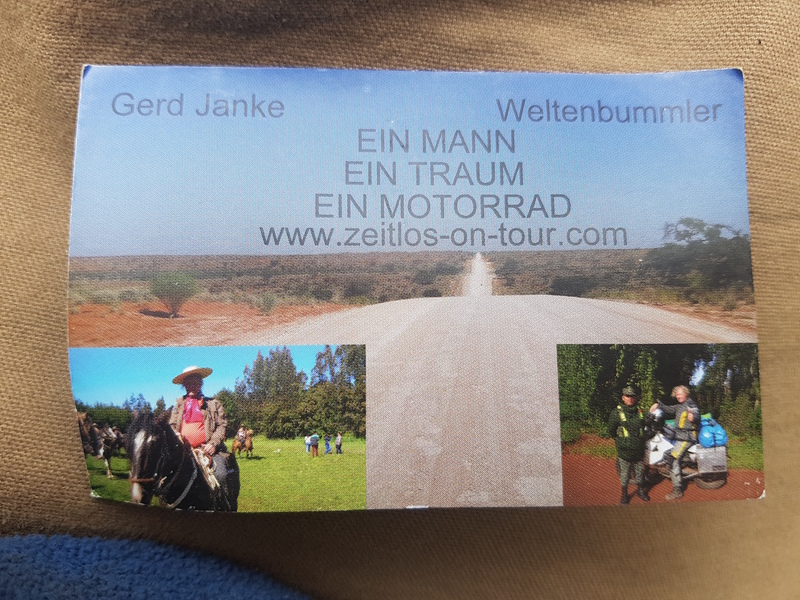 Gerd Janke Weltenbummler
EIN MANN
EIN TRAUM
EIN MOTORRAD
www.zeitlos-on-tour.com